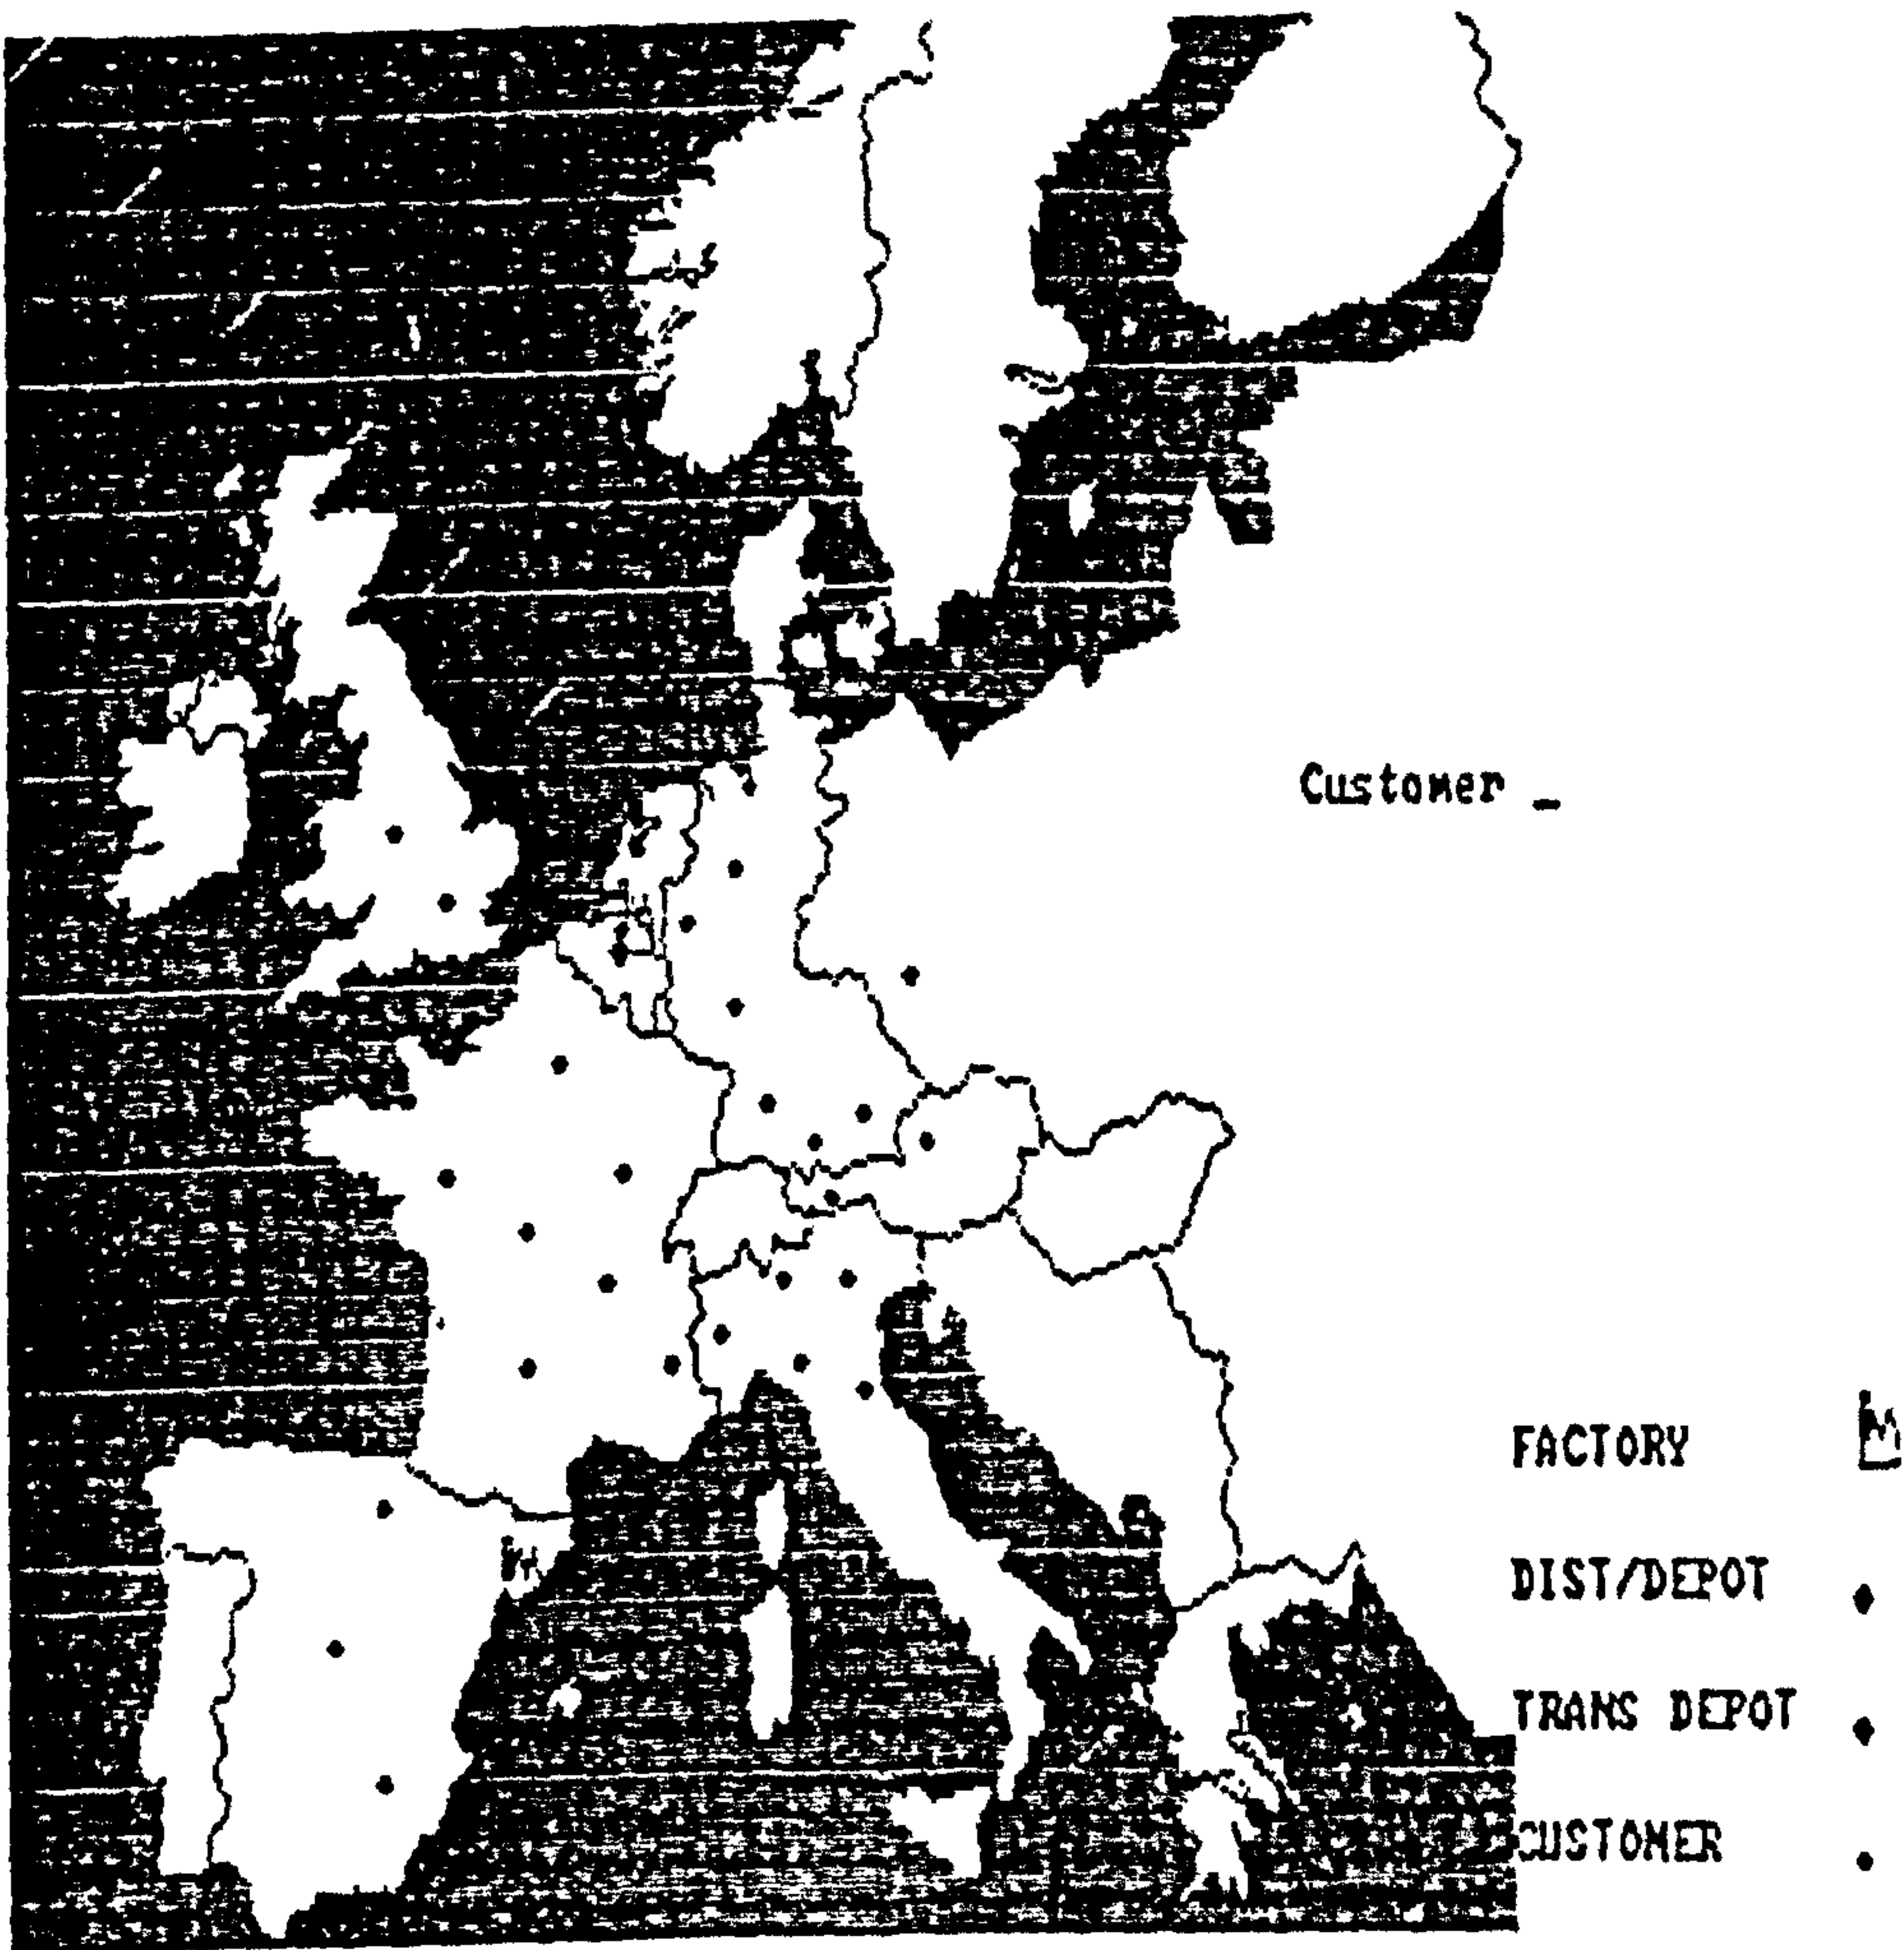 Customer _
FACTORY
DIST/DEPOT
TRANS DEPOT
CUSTOMER